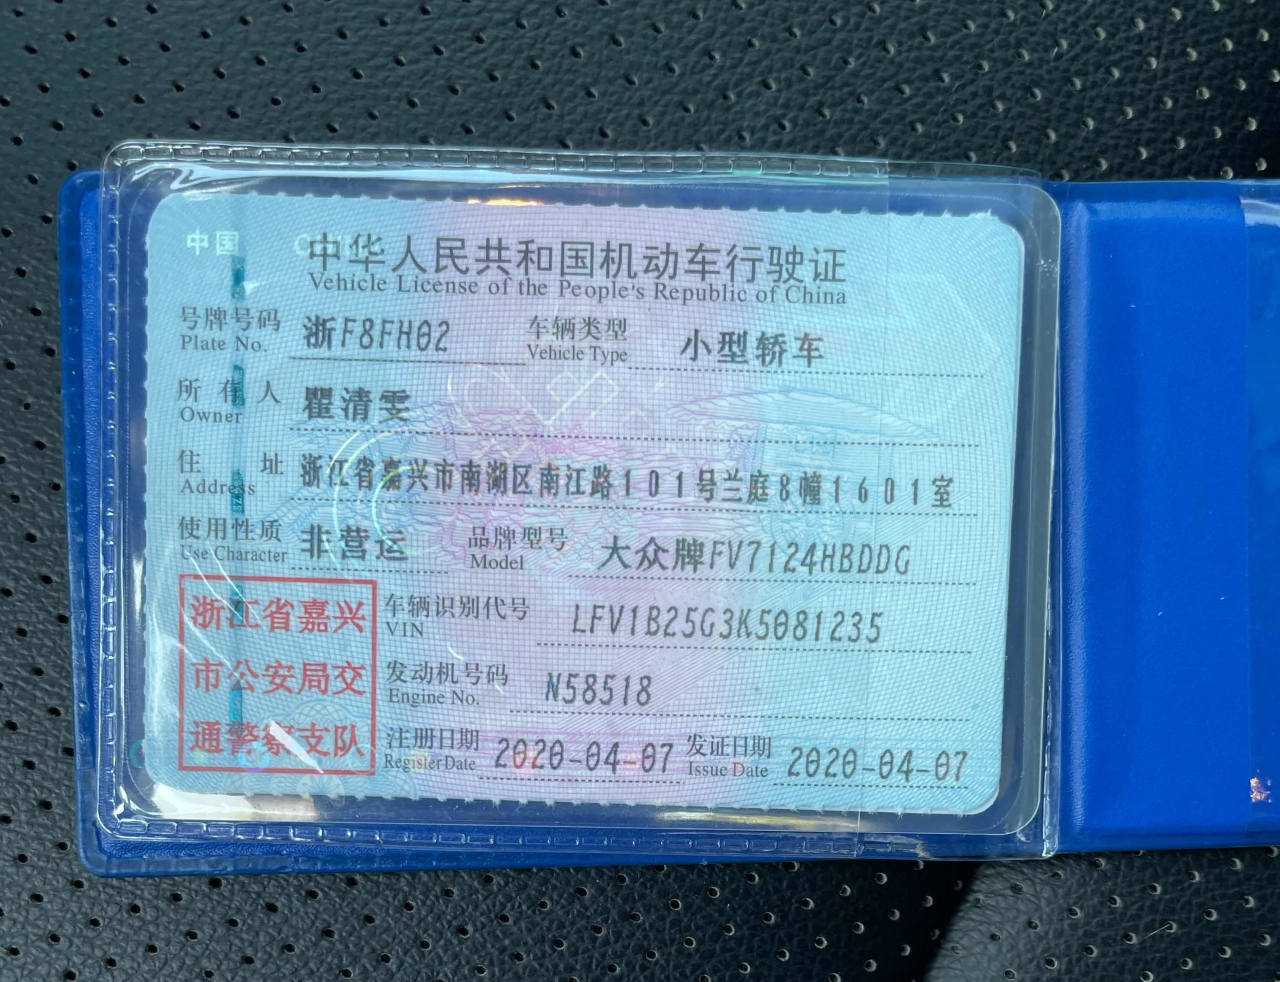 中国 C
中华人民共和国机动车行驶证
Vehicle License of the People's Republic of China
号牌号码 浙F8FH02 车辆类型 小型轿车
Plate No. Vehicle Type
所有人 瞿清雯
Owner
住址 浙江省嘉兴市南湖区南江路101号兰庭8幢1601室
Address
使用性质 非营运 品牌型号 大众牌FV7124HBDDG
Use Character Model
浙江省嘉兴
市公安局交
通警察支队
车辆识别代号 LFV1B25G3K5081235
VIN
发动机号码 N58518
Engine No.
注册日期 2020-04-07 发证日期 2020-04-07
Register Date Issue Date